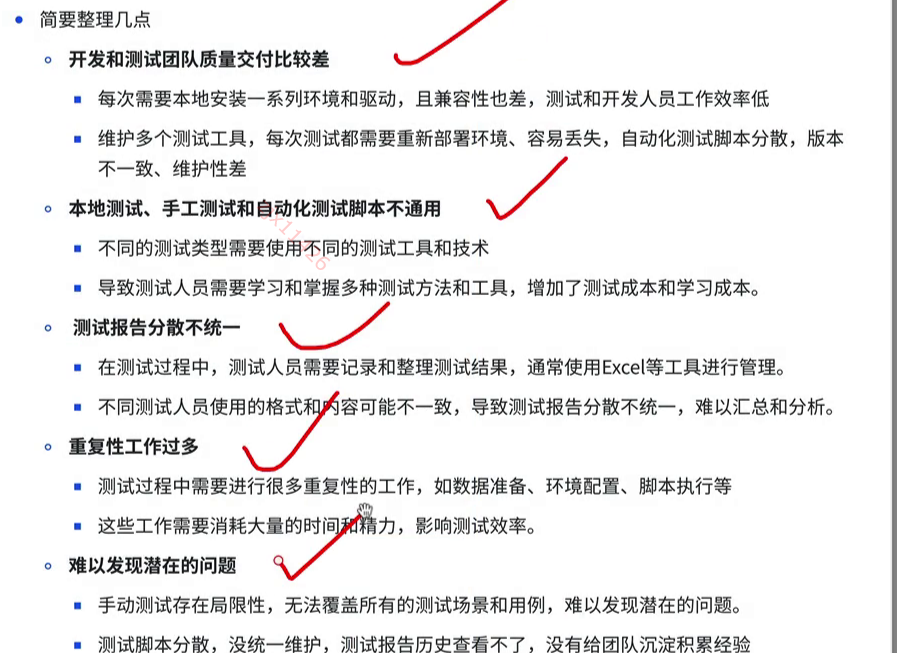 简要整理几点
开发和测试团队质量交付比较差
每次需要本地安装一系列环境和驱动，且兼容性也差，测试和开发人员工作效率低
维护多个测试工具，每次测试都需要重新部署环境、容易丢失，自动化测试脚本分散，版本
不一致、维护性差
本地测试、手工测试和自动化测试脚本不通用
不同的测试类型需要使用不同的测试工具和技术
导致测试人员需要学习和掌握多种测试方法和工具，增加了测试成本和学习成本。
测试报告分散不统一
在测试过程中，测试人员需要记录和整理测试结果，通常使用Excel等工具进行管理。
不同测试人员使用的格式和内容可能不一致，导致测试报告分散不统一，难以汇总和分析。
重复性工作过多
测试过程中需要进行很多重复性的工作，如数据准备、环境配置、脚本执行等
这些工作需要消耗大量的时间和精力，影响测试效率。
难以发现潜在的问题
手动测试存在局限性，无法覆盖所有的测试场景和用例，难以发现潜在的问题。
测试脚本分散，没统一维护，测试报告历史查看不了，没有给团队沉淀积累经验